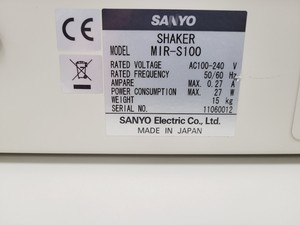 CE
SANYO
SHAKER
MODEL MIR-S100
RATED VOLTAGE AC100-240 V
RATED FREQUENCY 50/60 Hz
AMPARE MAX. 0.27 A
POWER CONSUMPTION MAX. 27 W
WEIGHT 15 kg
SERIAL NO. 11060012
SANYO Electric Co., Ltd.
MADE IN JAPAN